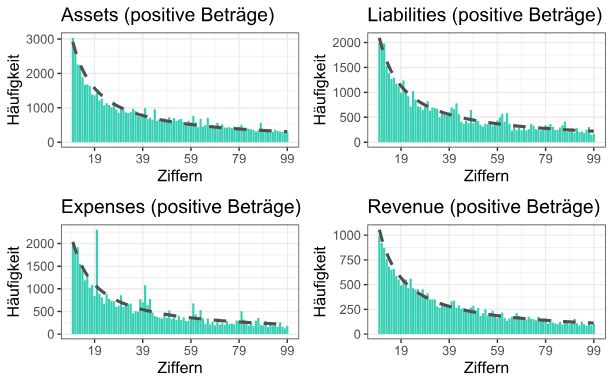 Assets (positive Beträge)
Häufigkeit
3000
2000
1000
0
19 39 59 79 99
Ziffern
Liabilities (positive Beträge)
Häufigkeit
2000
1500
1000
500
0
19 39 59 79 99
Ziffern
Expenses (positive Beträge)
Häufigkeit
2000
1500
1000
500
0
19 39 59 79 99
Ziffern
Revenue (positive Beträge)
Häufigkeit
1000
750
500
250
0
19 39 59 79 99
Ziffern